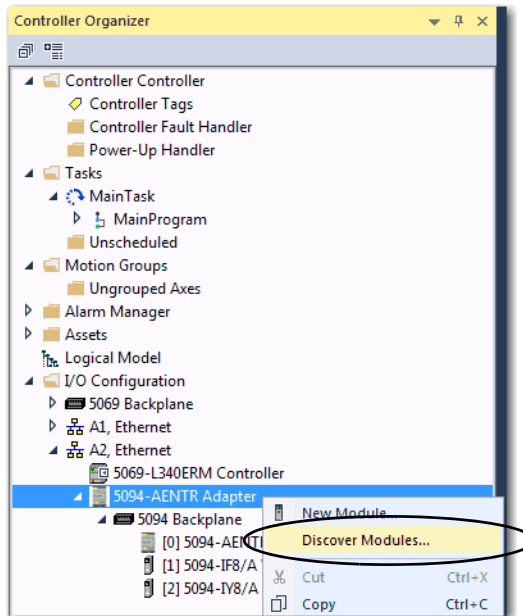 Controller Organizer
Controller Controller
Controller Tags
Controller Fault Handler
Power-Up Handler
Tasks
MainTask
MainProgram
Unscheduled
Motion Groups
Ungrouped Axes
Alarm Manager
Assets
Logical Model
I/O Configuration
5069 Backplane
A1, Ethernet
A2, Ethernet
5069-L340ERM Controller
5094-AENTR Adapter
New Module...
5094 Backplane
[0] 5094-AENTR
Discover Modules...
[1] 5094-IF8/A
Cut Ctrl+X
[2] 5094-IY8/A
Copy Ctrl+C